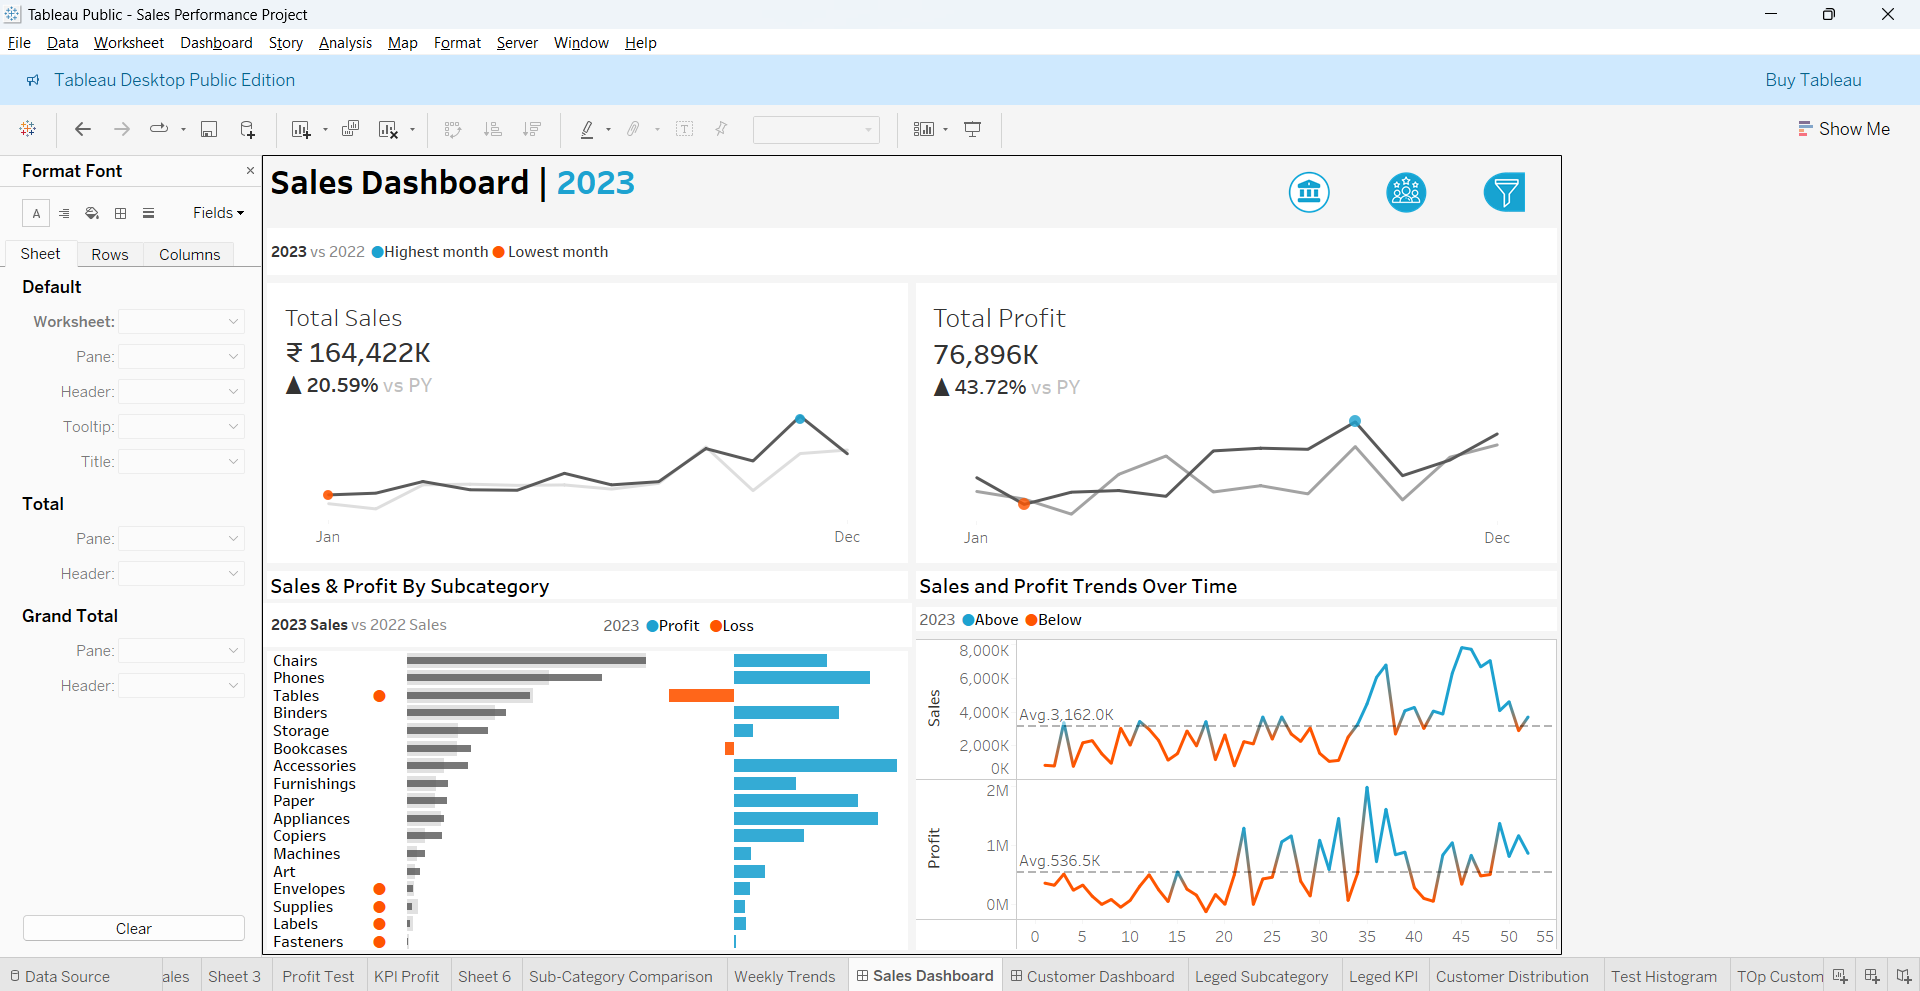 Tableau Public - Sales Performance Project
File Data Worksheet Dashboard Story Analysis Map Format Server Window Help
Tableau Desktop Public Edition
Buy Tableau
Show Me
Format Font
Fields
Sheet Rows Columns
Default
Worksheet:
Pane:
Header:
Tooltip:
Title:
Total
Pane:
Header:
Grand Total
Pane:
Header:
Clear
Sales Dashboard | 2023
2023 vs 2022 Highest month Lowest month
Total Sales
₹ 164,422K
▲ 20.59% vs PY
Jan Dec
Total Profit
76,896K
▲ 43.72% vs PY
Jan Dec
Sales & Profit By Subcategory
2023 Sales vs 2022 Sales
2023 Profit Loss
Chairs
Phones
Tables
Binders
Storage
Bookcases
Accessories
Furnishings
Paper
Appliances
Copiers
Machines
Art
Envelopes
Supplies
Labels
Fasteners
Sales and Profit Trends Over Time
2023 Above Below
Sales
8,000K
6,000K
4,000K
2,000K
0K
Avg.3,162.0K
Profit
2M
1M
0M
Avg.536.5K
0 5 10 15 20 25 30 35 40 45 50 55
Data Source ales Sheet 3 Profit Test KPI Profit Sheet 6 Sub-Category Comparison Weekly Trends Sales Dashboard Customer Dashboard Leged Subcategory Leged KPI Customer Distribution Test Histogram TOp Custom